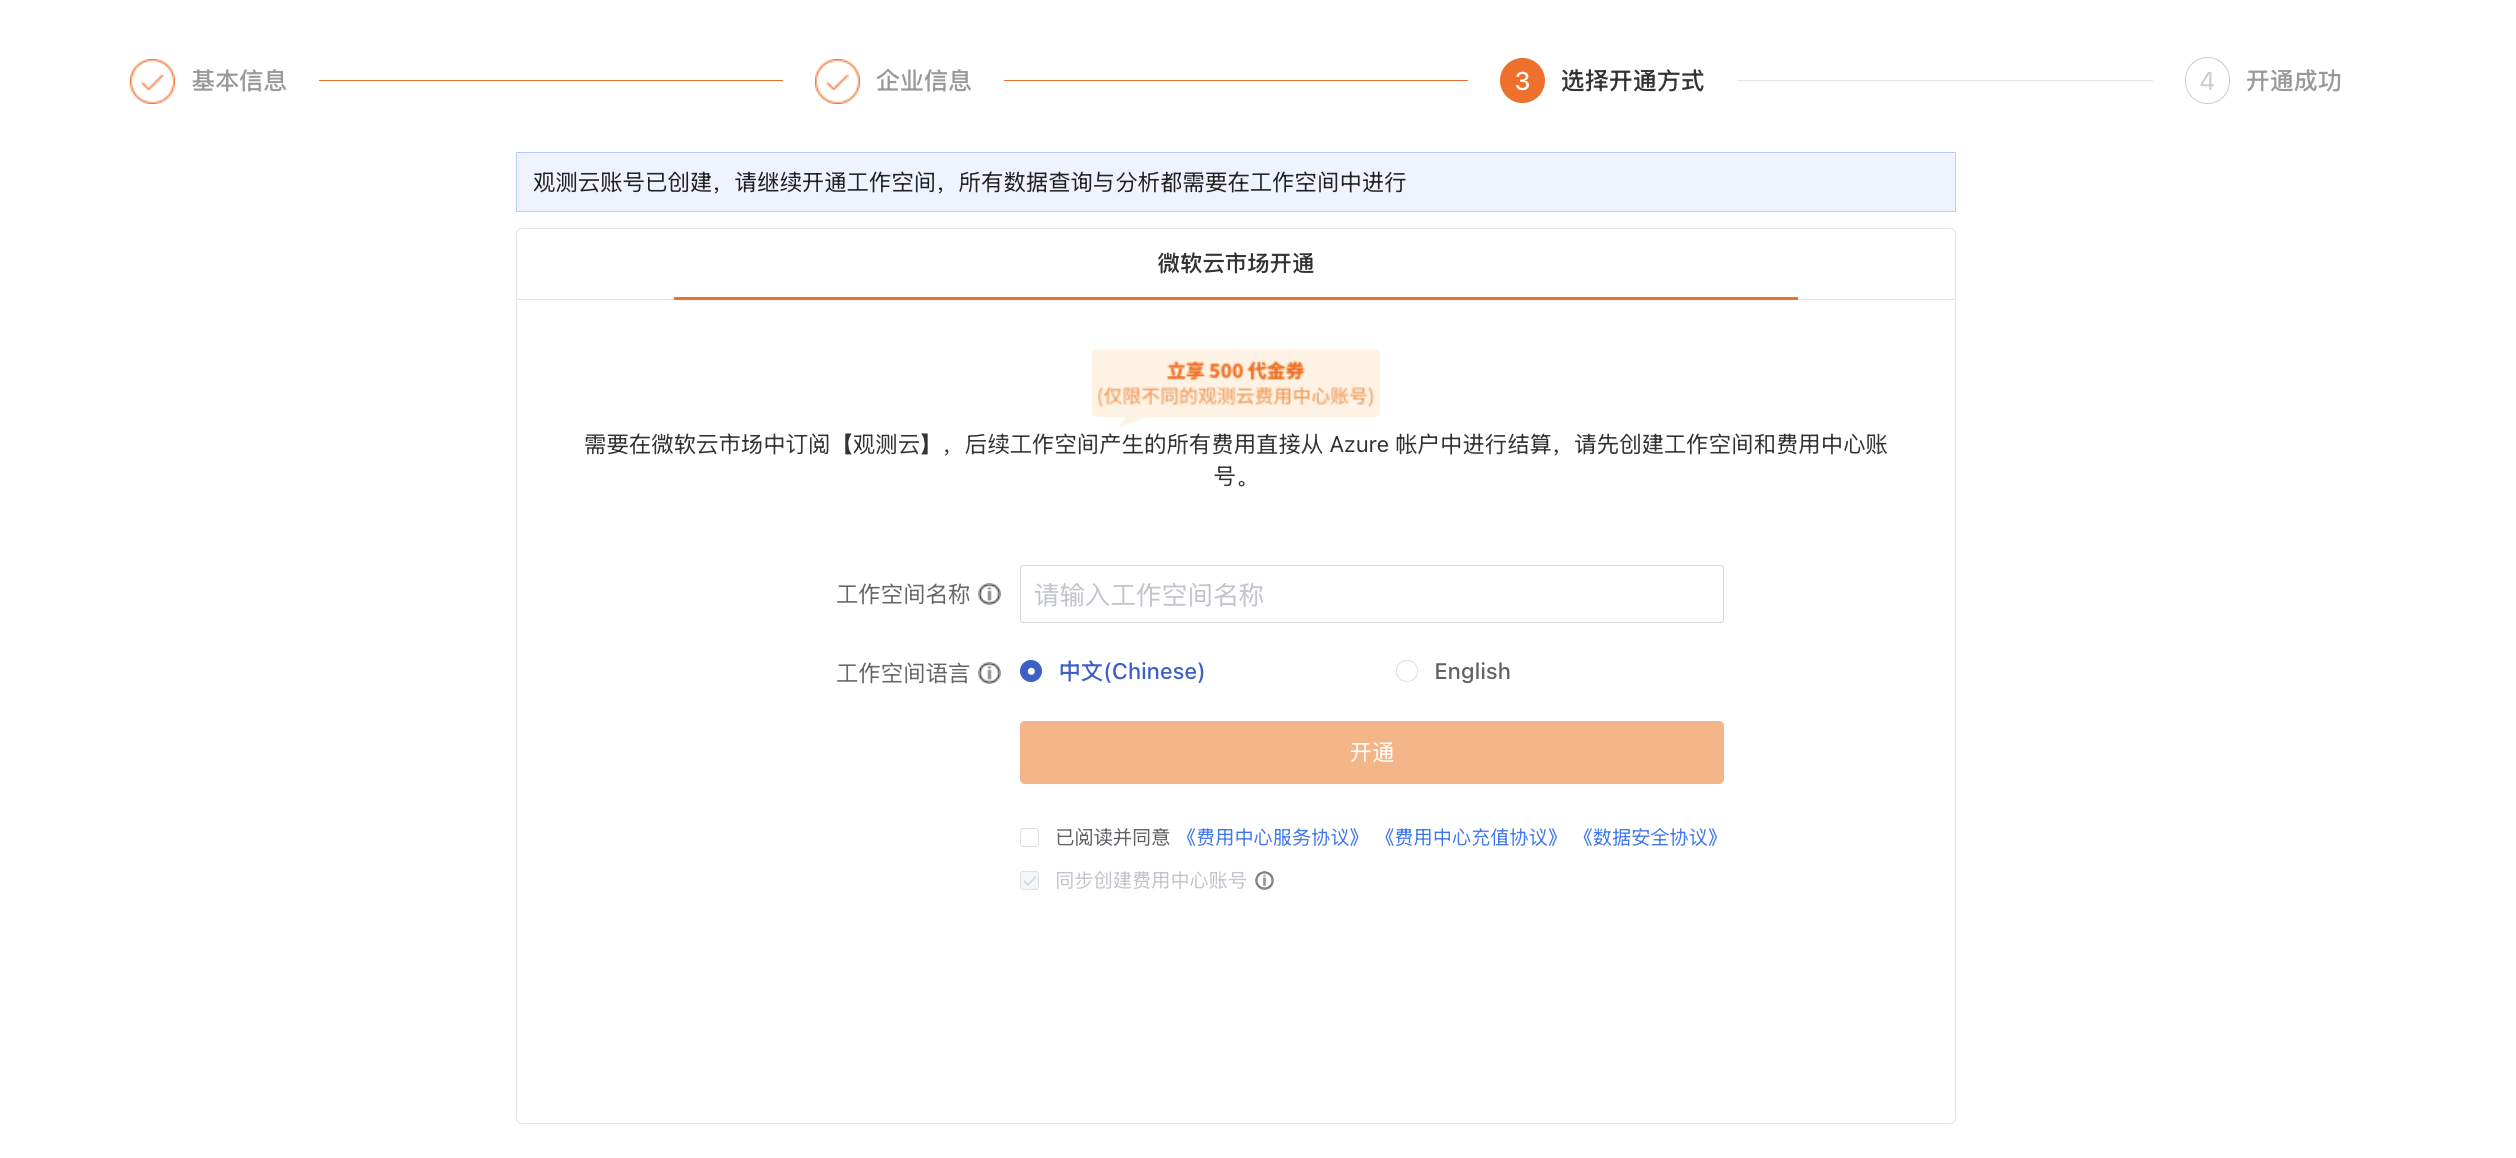 基本信息
企业信息
3 选择开通方式
4 开通成功
观测云账号已创建，请继续开通工作空间，所有数据查询与分析都需要在工作空间中进行
微软云市场开通
立享 500 代金券
(仅限不同的观测云费用中心账号)
需要在微软云市场中订阅【观测云】，后续工作空间产生的所有费用直接从 Azure 帐户中进行结算，请先创建工作空间和费用中心账
号。
工作空间名称 请输入工作空间名称
工作空间语言 中文(Chinese) English
开通
已阅读并同意 《费用中心服务协议》 《费用中心充值协议》 《数据安全协议》
同步创建费用中心账号